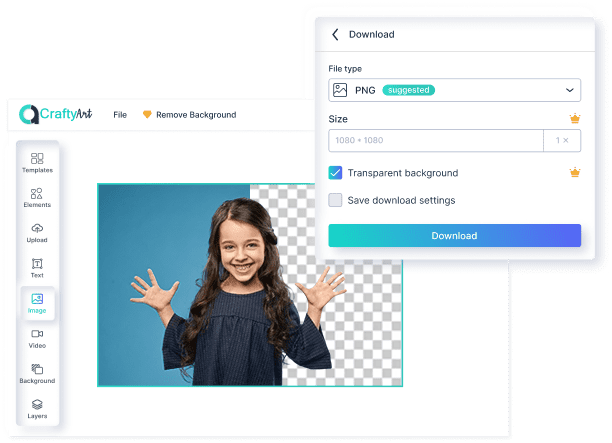 Download
File type
PNG suggested
Size
1080 * 1080 1 ×
Transparent background
Save download settings
Download
CraftyArt File Remove Background
Templates
Elements
Upload
Text
Image
Video
Background
Layers